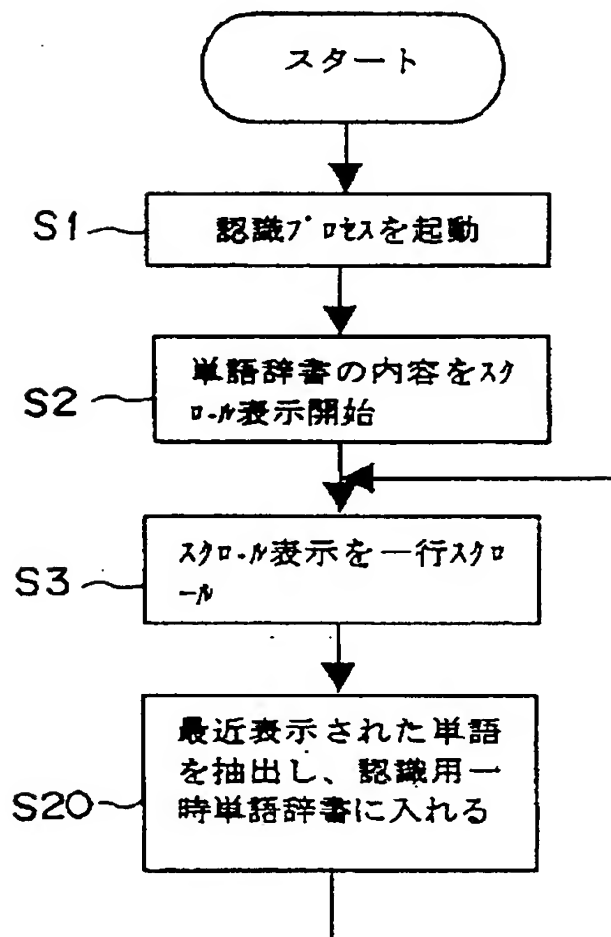 スタート
S1
認識プロセスを起動
S2
単語辞書の内容をスク
ロール表示開始
S3
スクロール表示を一行スクロ
ール
S20
最近表示された単語
を抽出し、認識用一
時単語辞書に入れる